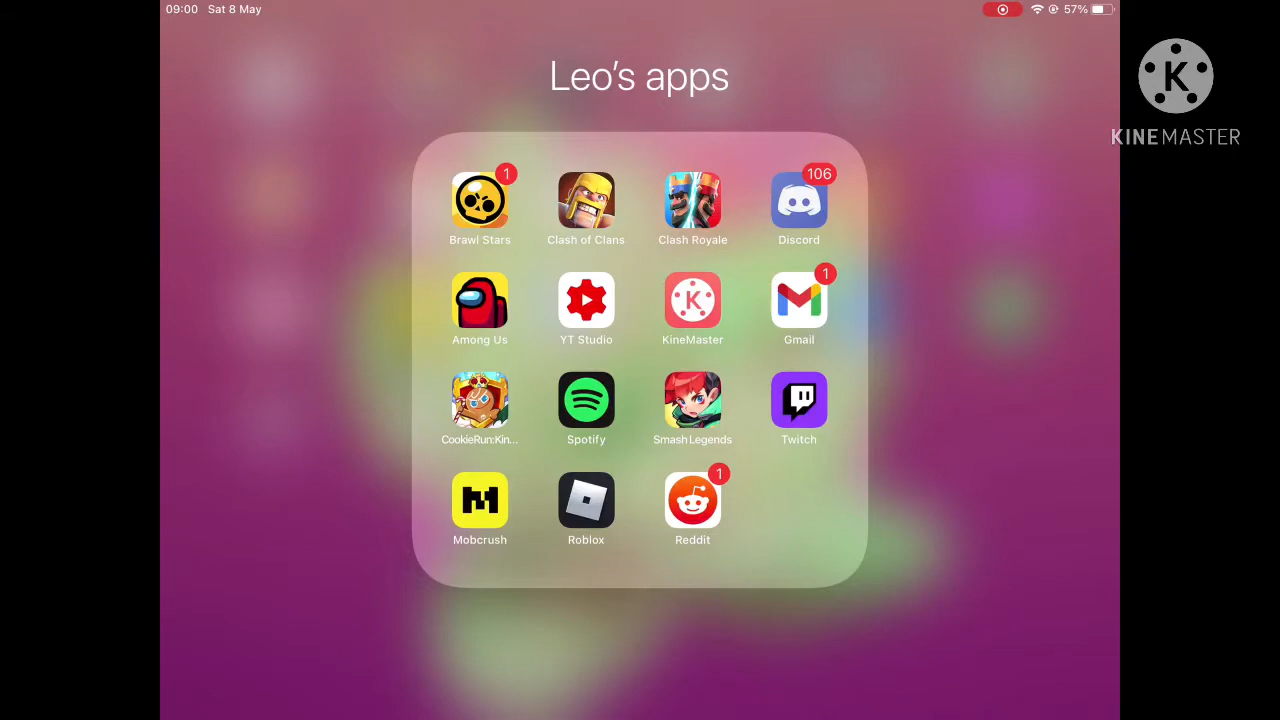 09:00 Sat 8 May 57%
K
KINEMASTER
Leo's apps
1 106
Brawl Stars Clash of Clans Clash Royale Discord
K 1
Among Us YT Studio KineMaster Gmail
CookieRun:Kin... Spotify Smash Legends Twitch
M 1
Mobcrush Roblox Reddit